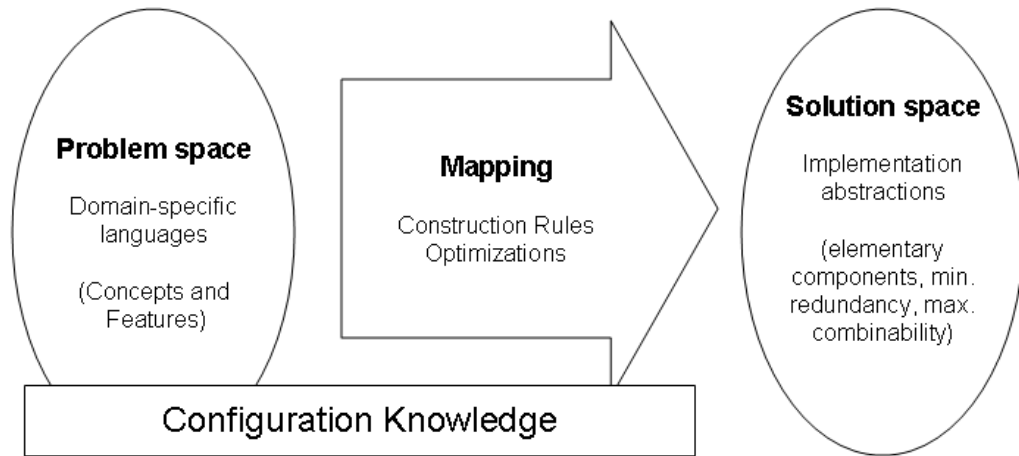 Problem space
Domain-specific
languages
(Concepts and
Features)
Mapping
Construction Rules
Optimizations
Solution space
Implementation
abstractions
(elementary
components, min.
redundancy, max.
combinability)
Configuration Knowledge